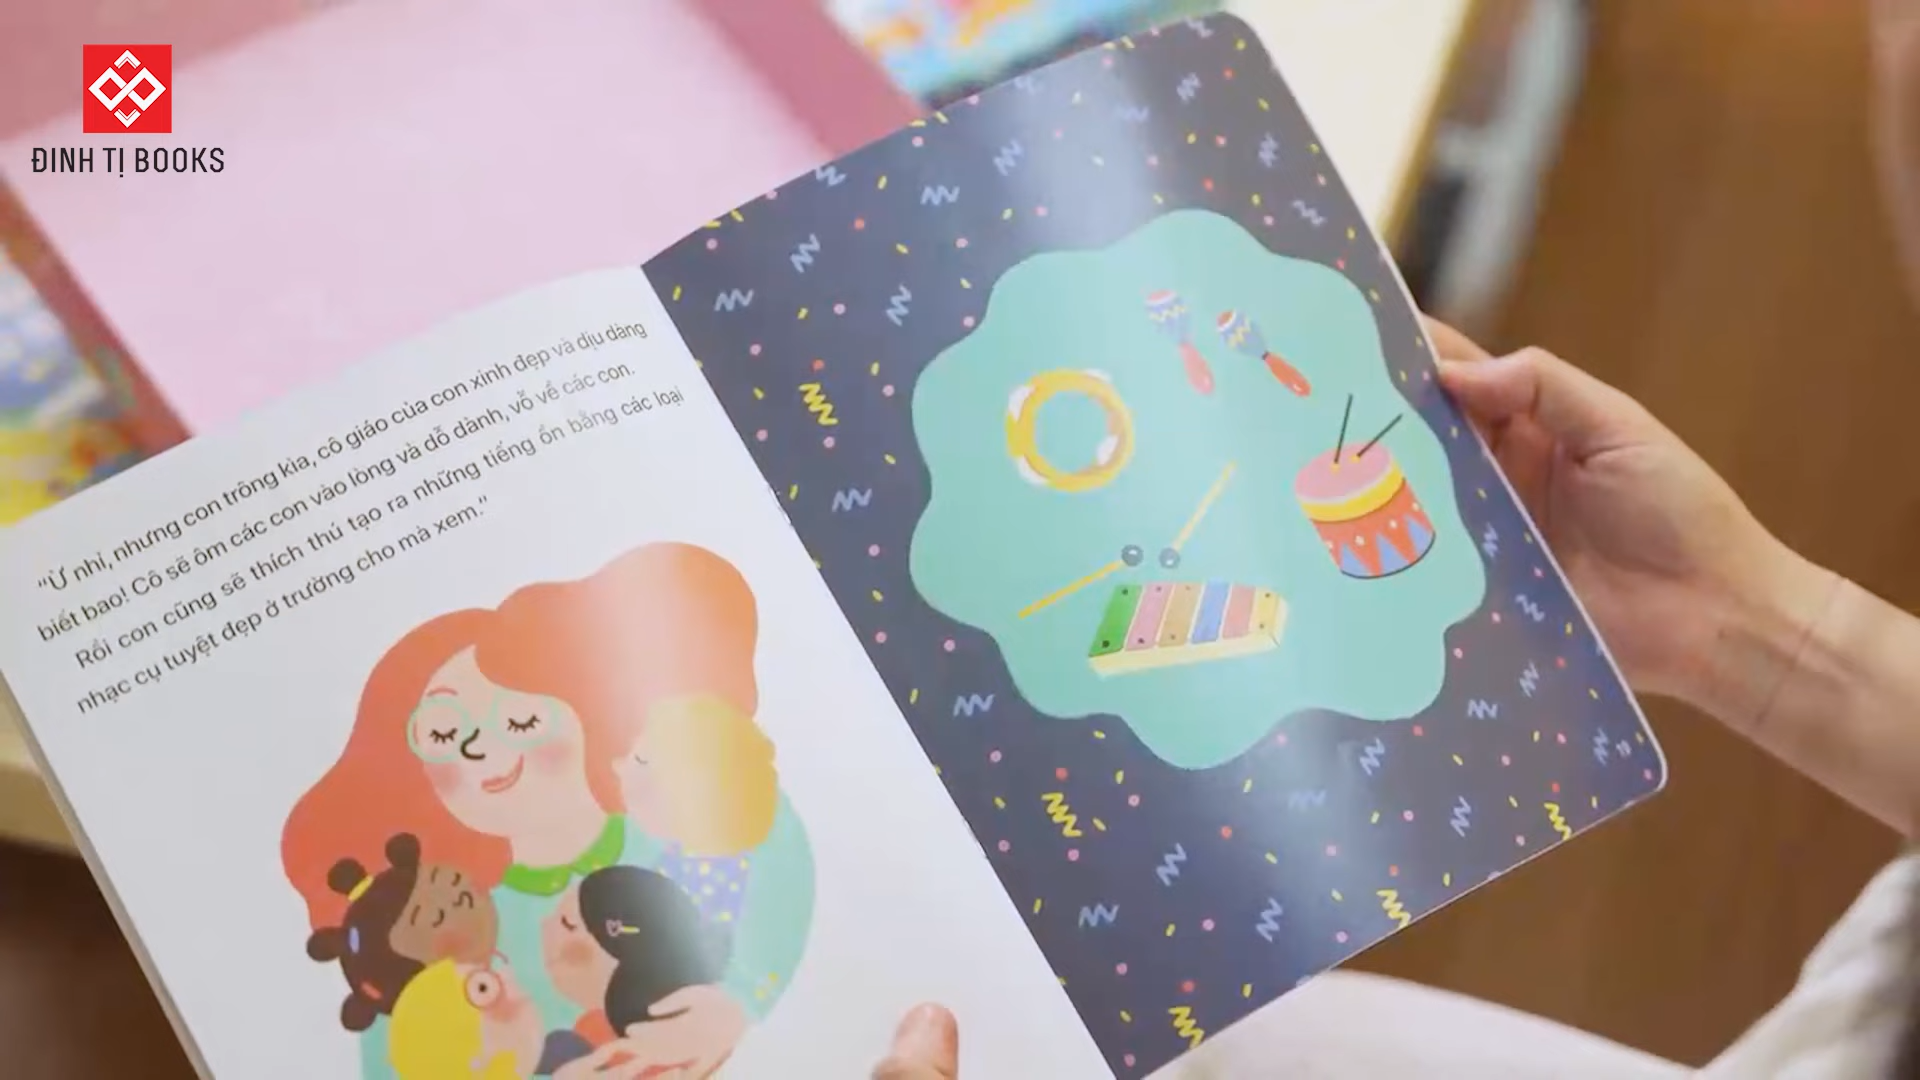 ĐINH TỊ BOOKS
“Ừ nhỉ, nhưng con trông kìa, cô giáo của con xinh đẹp và dịu dàng
biết bao! Cô sẽ ôm các con vào lòng và dỗ dành, vỗ về các con.
Rồi con cũng sẽ thích thú tạo ra những tiếng ồn bằng các loại
nhạc cụ tuyệt đẹp ở trường cho mà xem.”